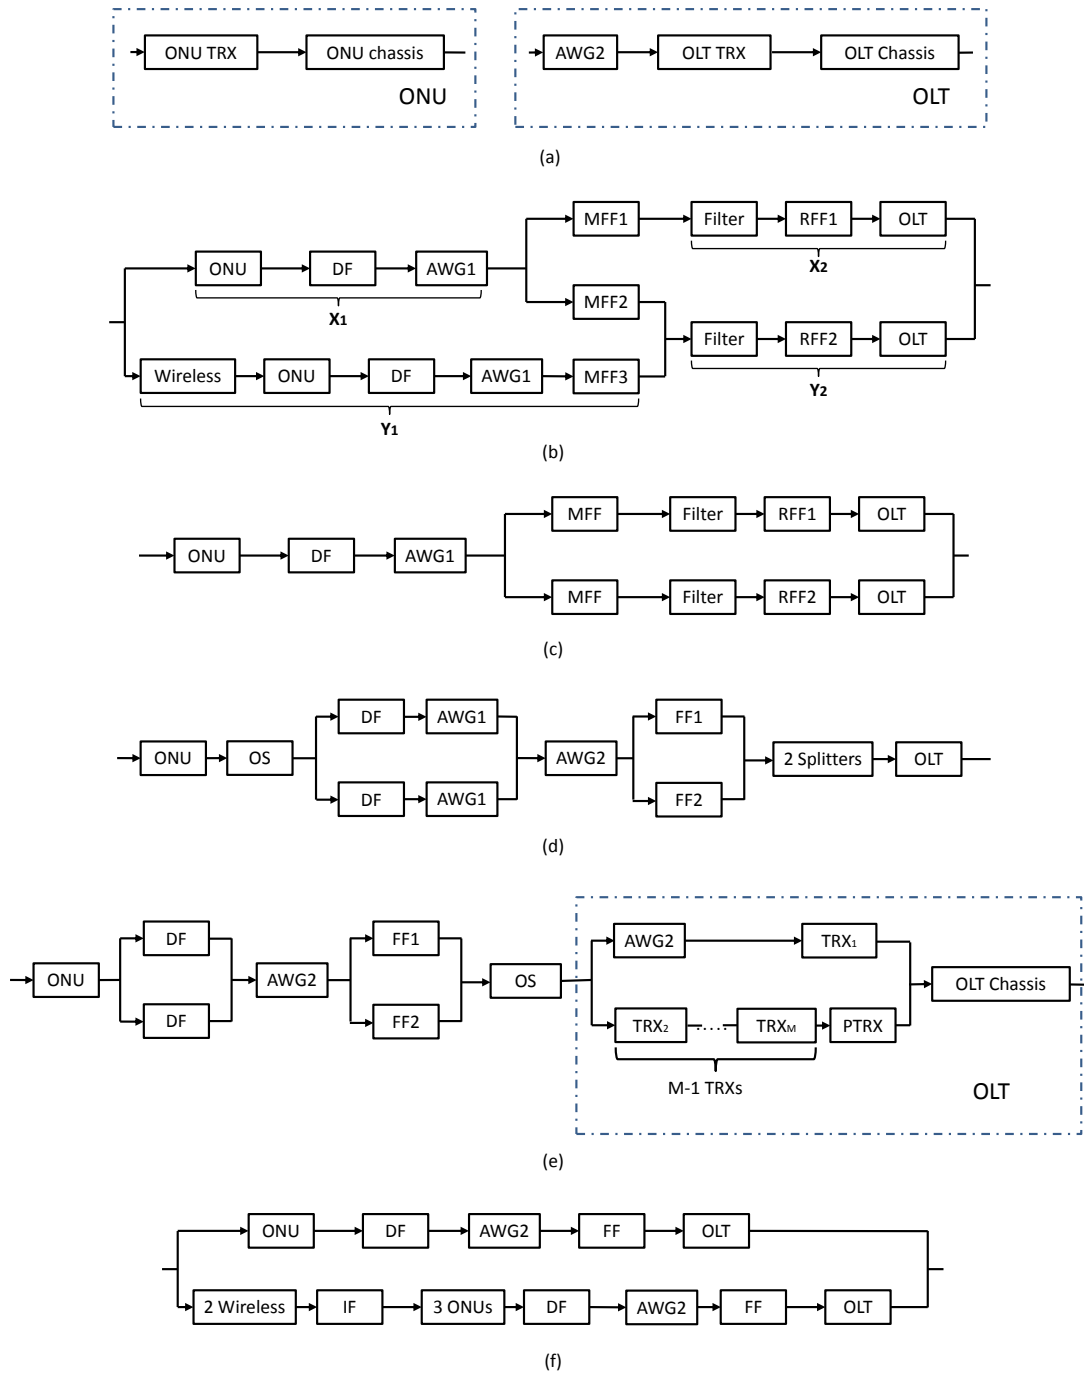 ONU TRX ONU chassis AWG2 OLT TRX OLT Chassis
ONU OLT
(a)
MFF1 Filter RFF1 OLT
X2
ONU DF AWG1
X1
MFF2
Filter RFF2 OLT
Y2
Wireless ONU DF AWG1 MFF3
Y1
(b)
MFF Filter RFF1 OLT
ONU DF AWG1
MFF Filter RFF2 OLT
(c)
DF AWG1 FF1
ONU OS AWG2 2 Splitters OLT
DF AWG1 FF2
(d)
DF FF1 AWG2 TRX1
ONU AWG2 OS OLT Chassis
DF FF2 TRX2 ..... TRXM PTRX
M-1 TRXs
OLT
(e)
ONU DF AWG2 FF OLT
2 Wireless IF 3 ONUs DF AWG2 FF OLT
(f)